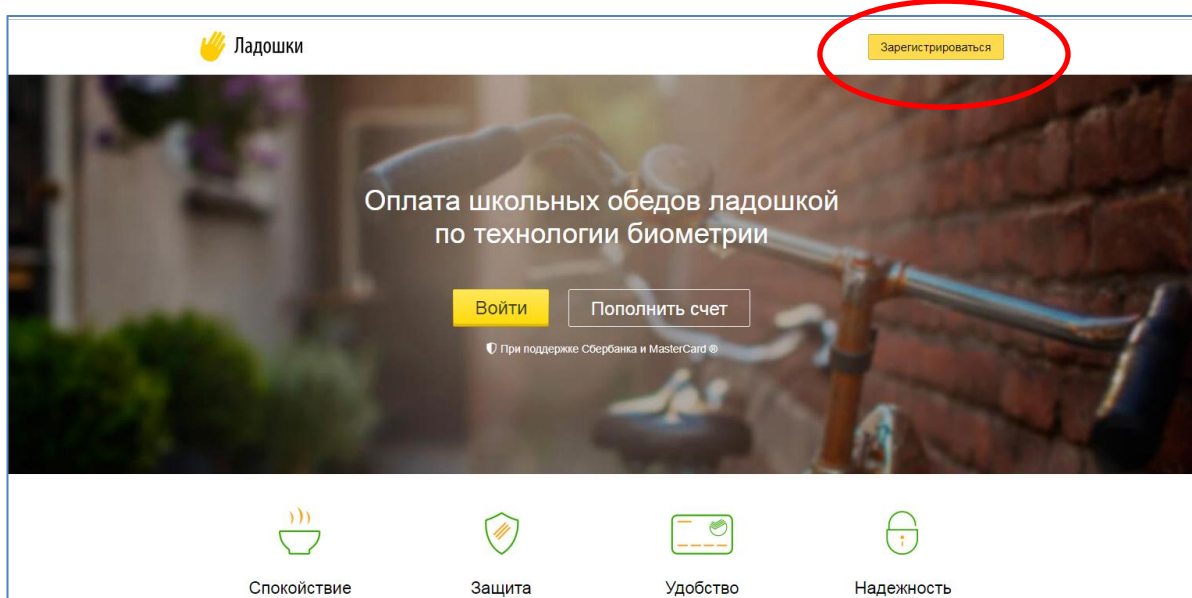 Ладошки
Зарегистрироваться
Оплата школьных обедов ладошкой
по технологии биометрии
Войти
Пополнить счет
При поддержке Сбербанка и MasterCard ®
Спокойствие
Защита
Удобство
Надежность